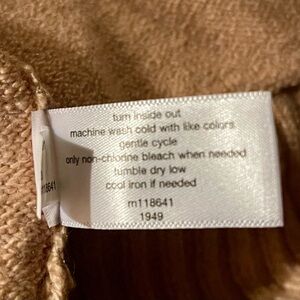 turn inside out
machine wash cold with like colors
gentle cycle
only non-chlorine bleach when needed
tumble dry low
cool iron if needed
m118641
1949
118641